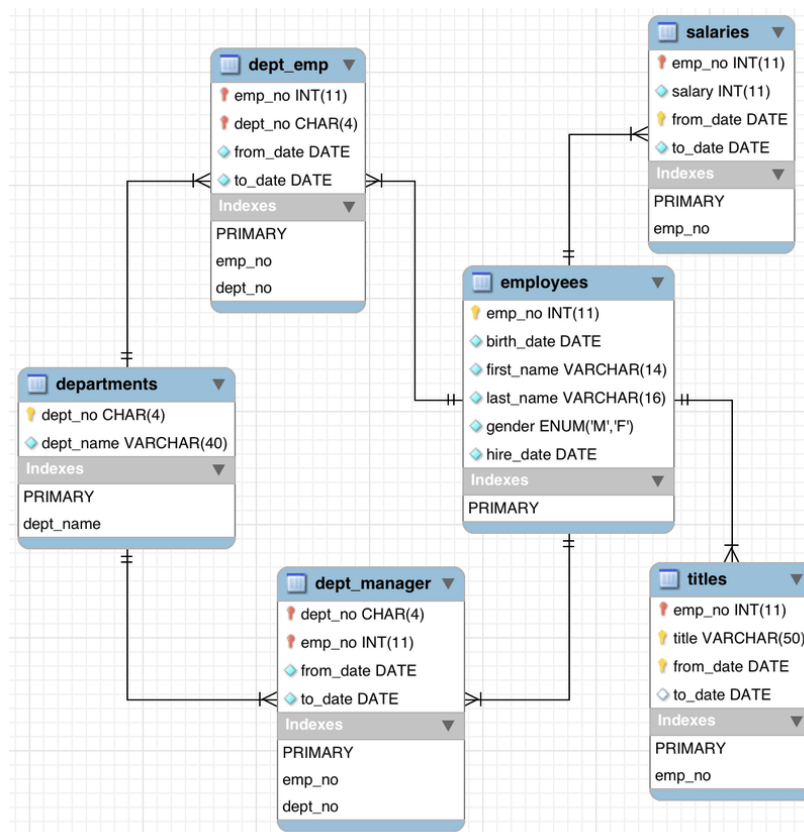 dept_emp
emp_no INT(11)
dept_no CHAR(4)
from_date DATE
to_date DATE
Indexes
PRIMARY
emp_no
dept_no
salaries
emp_no INT(11)
salary INT(11)
from_date DATE
to_date DATE
Indexes
PRIMARY
emp_no
employees
emp_no INT(11)
birth_date DATE
first_name VARCHAR(14)
last_name VARCHAR(16)
gender ENUM('M','F')
hire_date DATE
Indexes
PRIMARY
departments
dept_no CHAR(4)
dept_name VARCHAR(40)
Indexes
PRIMARY
dept_name
dept_manager
dept_no CHAR(4)
emp_no INT(11)
from_date DATE
to_date DATE
Indexes
PRIMARY
emp_no
dept_no
titles
emp_no INT(11)
title VARCHAR(50)
from_date DATE
to_date DATE
Indexes
PRIMARY
emp_no